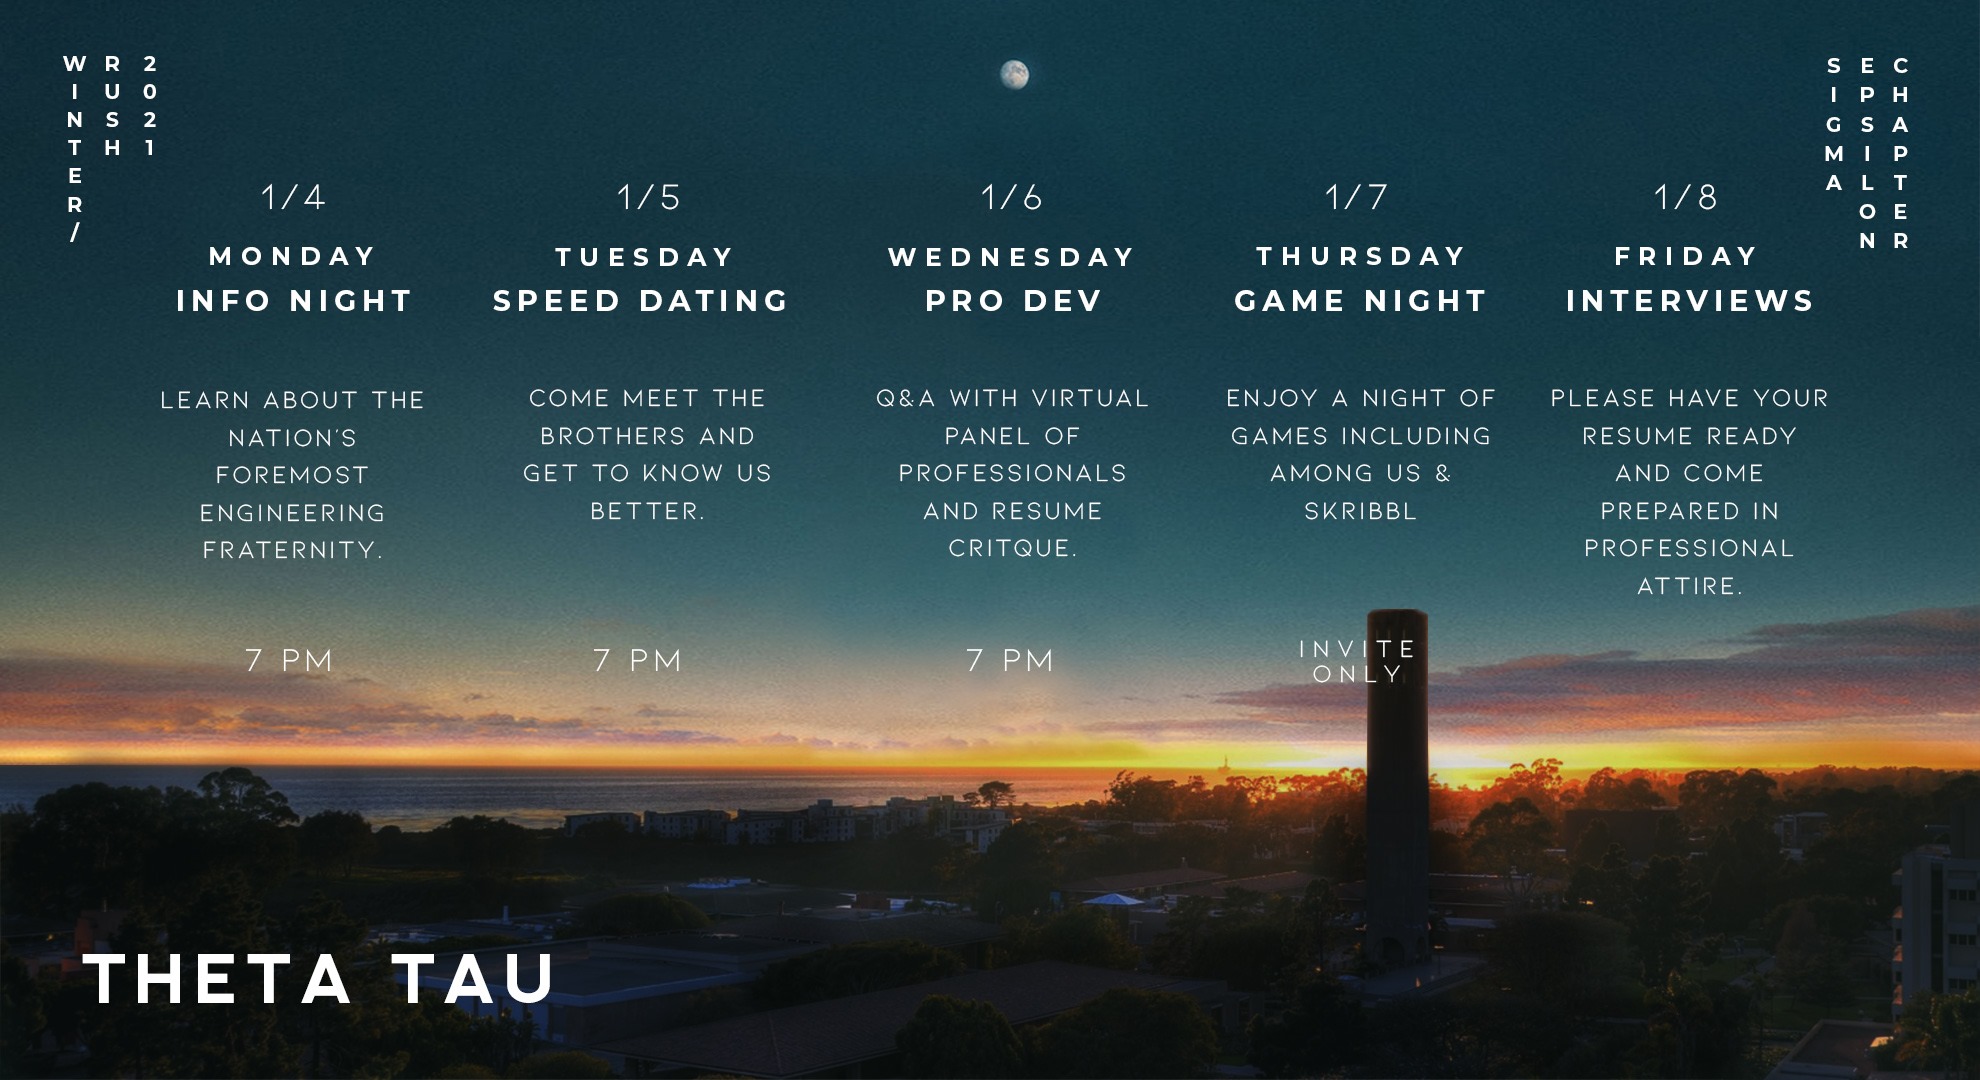 WINTER/
RUSH
2021
SIGMA
EPSILON
CHAPTER
1/4
MONDAY
INFO NIGHT
LEARN ABOUT THE
NATION'S
FOREMOST
ENGINEERING
FRATERNITY.
7 PM
1/5
TUESDAY
SPEED DATING
COME MEET THE
BROTHERS AND
GET TO KNOW US
BETTER.
7 PM
1/6
WEDNESDAY
PRO DEV
Q&A WITH VIRTUAL
PANEL OF
PROFESSIONALS
AND RESUME
CRITQUE.
7 PM
1/7
THURSDAY
GAME NIGHT
ENJOY A NIGHT OF
GAMES INCLUDING
AMONG US &
SKRIBBL
INVITE
ONLY
1/8
FRIDAY
INTERVIEWS
PLEASE HAVE YOUR
RESUME READY
AND COME
PREPARED IN
PROFESSIONAL
ATTIRE.
THETA TAU